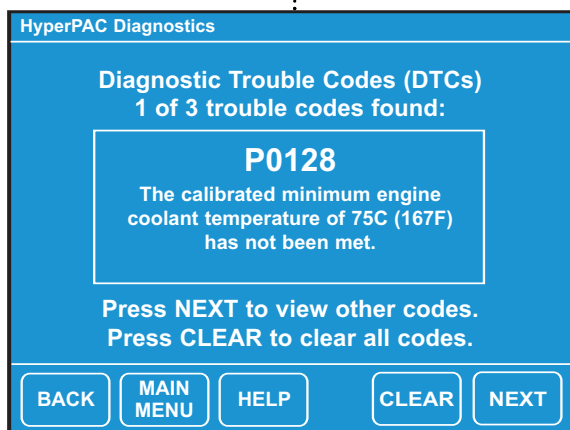 HyperPAC Diagnostics
Diagnostic Trouble Codes (DTCs)
1 of 3 trouble codes found:
P0128
The calibrated minimum engine
coolant temperature of 75C (167F)
has not been met.
Press NEXT to view other codes.
Press CLEAR to clear all codes.
BACK
MAIN
MENU
HELP
CLEAR
NEXT